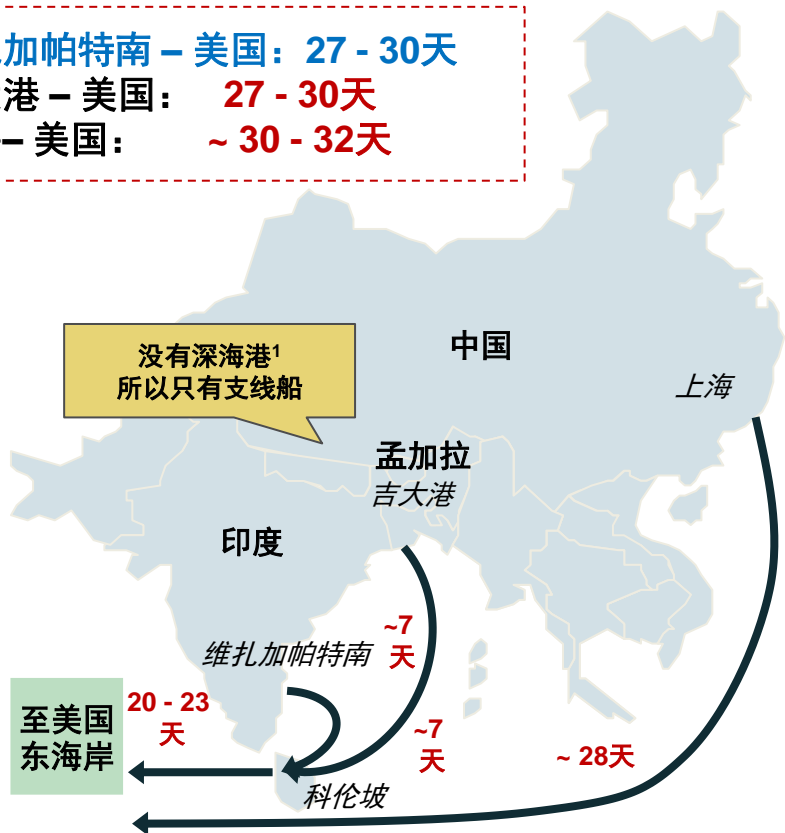 加帕特南 – 美国：27 - 30天
港 – 美国： 27 - 30天
– 美国： ~ 30 - 32天
没有深海港¹
所以只有支线船
中国
上海
孟加拉
吉大港
印度
~7
天
维扎加帕特南
至美国
东海岸
20 - 23
天
~7
天
~ 28天
科伦坡